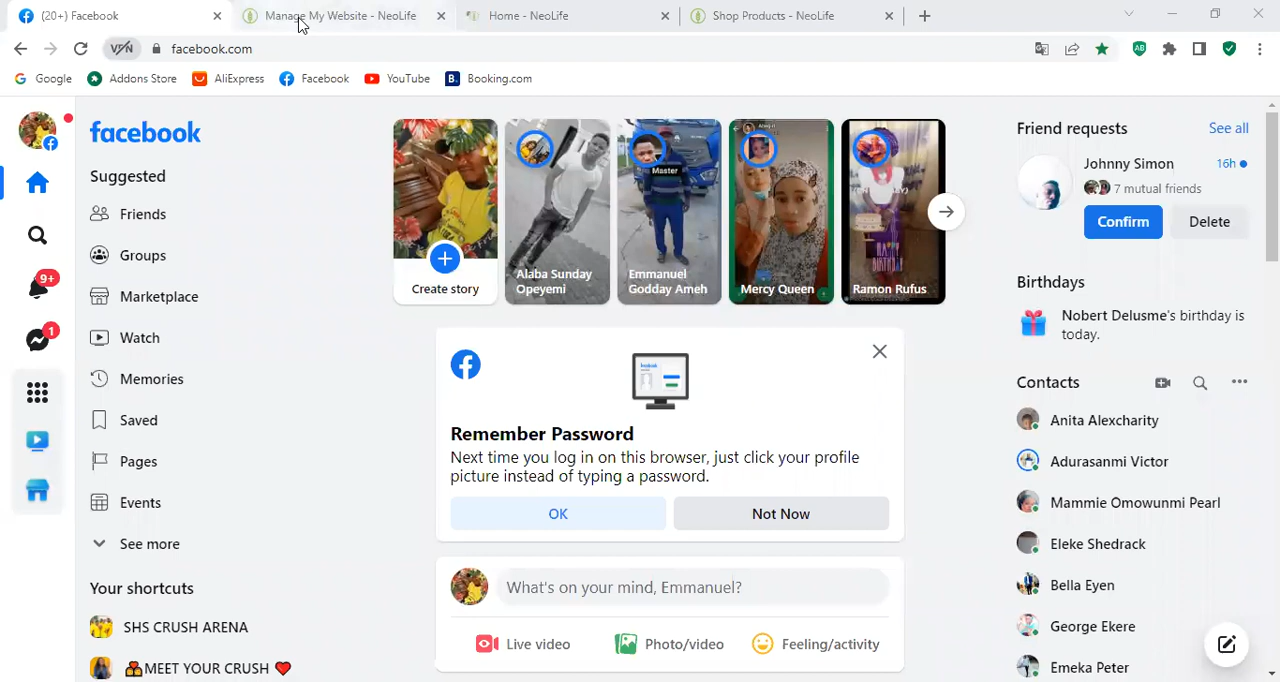 (20+) Facebook
Manage My Website - NeoLife
Home - NeoLife
Shop Products - NeoLife
VPN
facebook.com
Google
Addons Store
AliExpress
Facebook
YouTube
Booking.com
facebook
Suggested
Friends
Groups
9+
Marketplace
1
Watch
Memories
Saved
Pages
Events
See more
Your shortcuts
SHS CRUSH ARENA
MEET YOUR CRUSH
Create story
Alaba Sunday
Opeyemi
Master
Emmanuel
Godday Ameh
Mercy Queen
Ramon Rufus
Remember Password
Next time you log in on this browser, just click your profile
picture instead of typing a password.
OK
Not Now
What's on your mind, Emmanuel?
Live video
Photo/video
Feeling/activity
Friend requests
See all
Johnny Simon
16h
7 mutual friends
Confirm
Delete
Birthdays
Nobert Delusme's birthday is
today.
Contacts
Anita Alexcharity
Adurasanmi Victor
Mammie Omowunmi Pearl
Eleke Shedrack
Bella Eyen
George Ekere
Emeka Peter